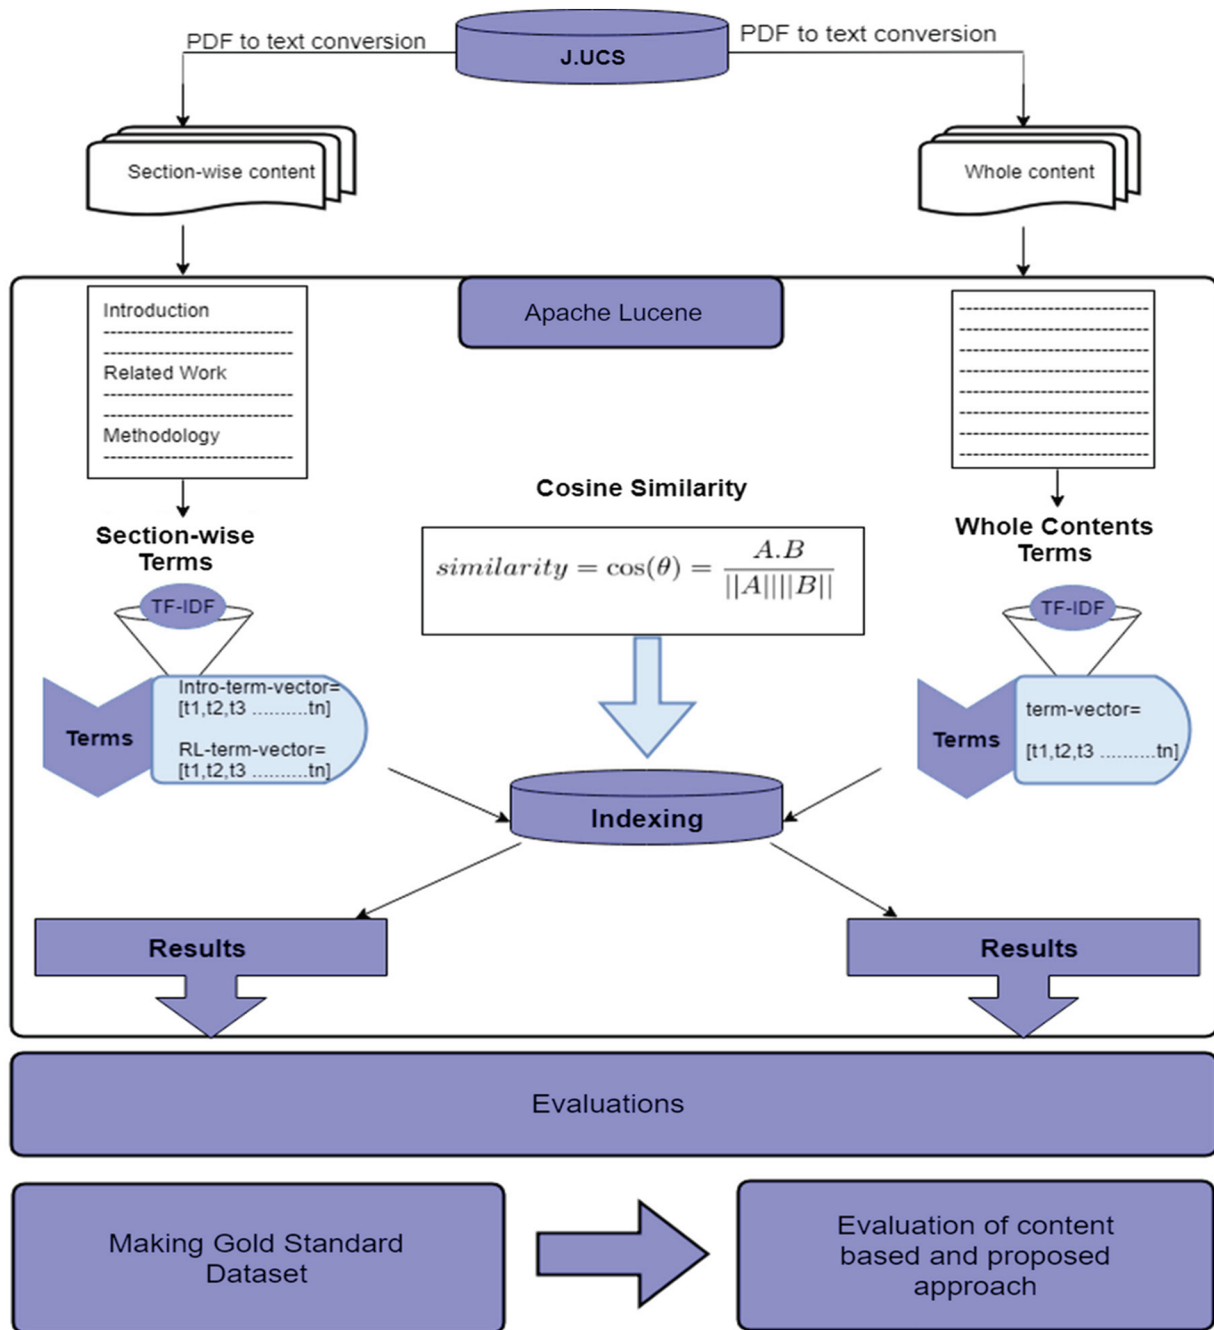 PDF to text conversion
J.UCS
PDF to text conversion
Section-wise content
Whole content
Apache Lucene
Introduction
Related Work
Methodology
Cosine Similarity
similarity = cos(θ) = A.B / ||A||||B||
Section-wise
Terms
TF-IDF
Whole Contents
Terms
TF-IDF
Terms
Intro-term-vector=
[t1,t2,t3 ..........tn]
RL-term-vector=
[t1,t2,t3 ..........tn]
Terms
term-vector=
[t1,t2,t3 ..........tn]
Indexing
Results
Results
Evaluations
Making Gold Standard
Dataset
Evaluation of content
based and proposed
approach